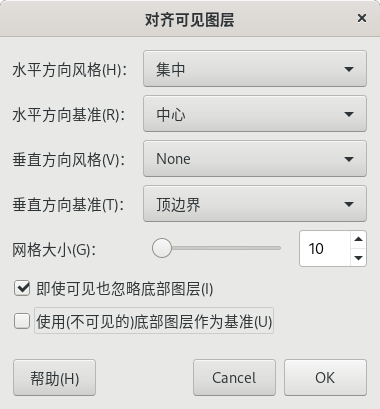 对齐可见图层 ×
水平方向风格(H)： 集中
水平方向基准(R)： 中心
垂直方向风格(V)： None
垂直方向基准(T)： 顶边界
网格大小(G)： 10
即使可见也忽略底部图层(I)
使用(不可见的)底部图层作为基准(U)
帮助(H) Cancel OK